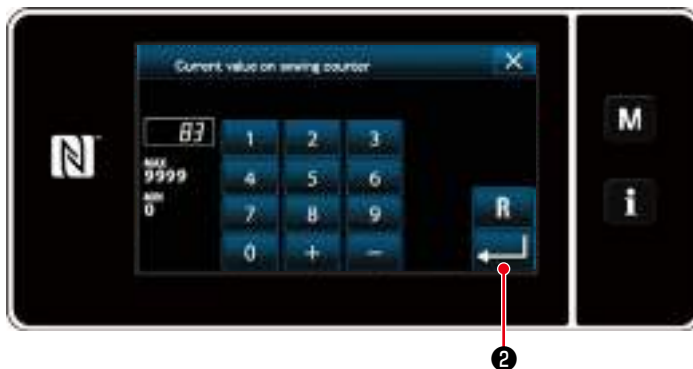 Current value on sewing counter
X
83
MAX
9999
MIN
0
1 2 3
4 5 6
7 8 9
0 + −
R
M
i
N
❷